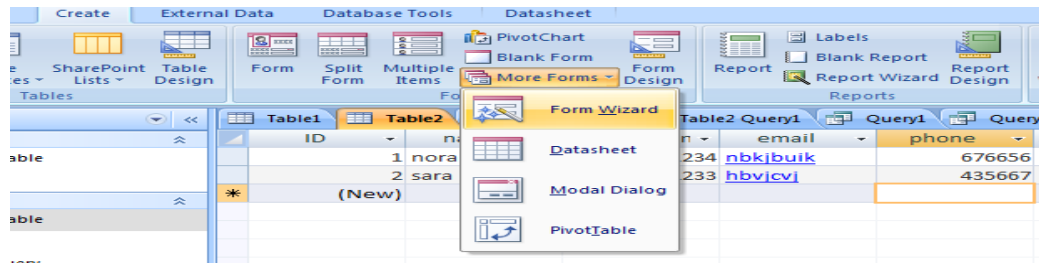 Create External Data Database Tools Datasheet
SharePoint Lists
Table Design
Tables
Form
Split Form
Multiple Items
PivotChart
Blank Form
More Forms
Form Design
Report
Labels
Blank Report
Report Wizard
Report Design
Reports
Table1 Table2 Table2 Query1 Query1
Form Wizard
Datasheet
Modal Dialog
PivotTable
ID email phone
1 nora 234 nbkjbuik 676656
2 sara 233 hbvjcvj 435667
(New)